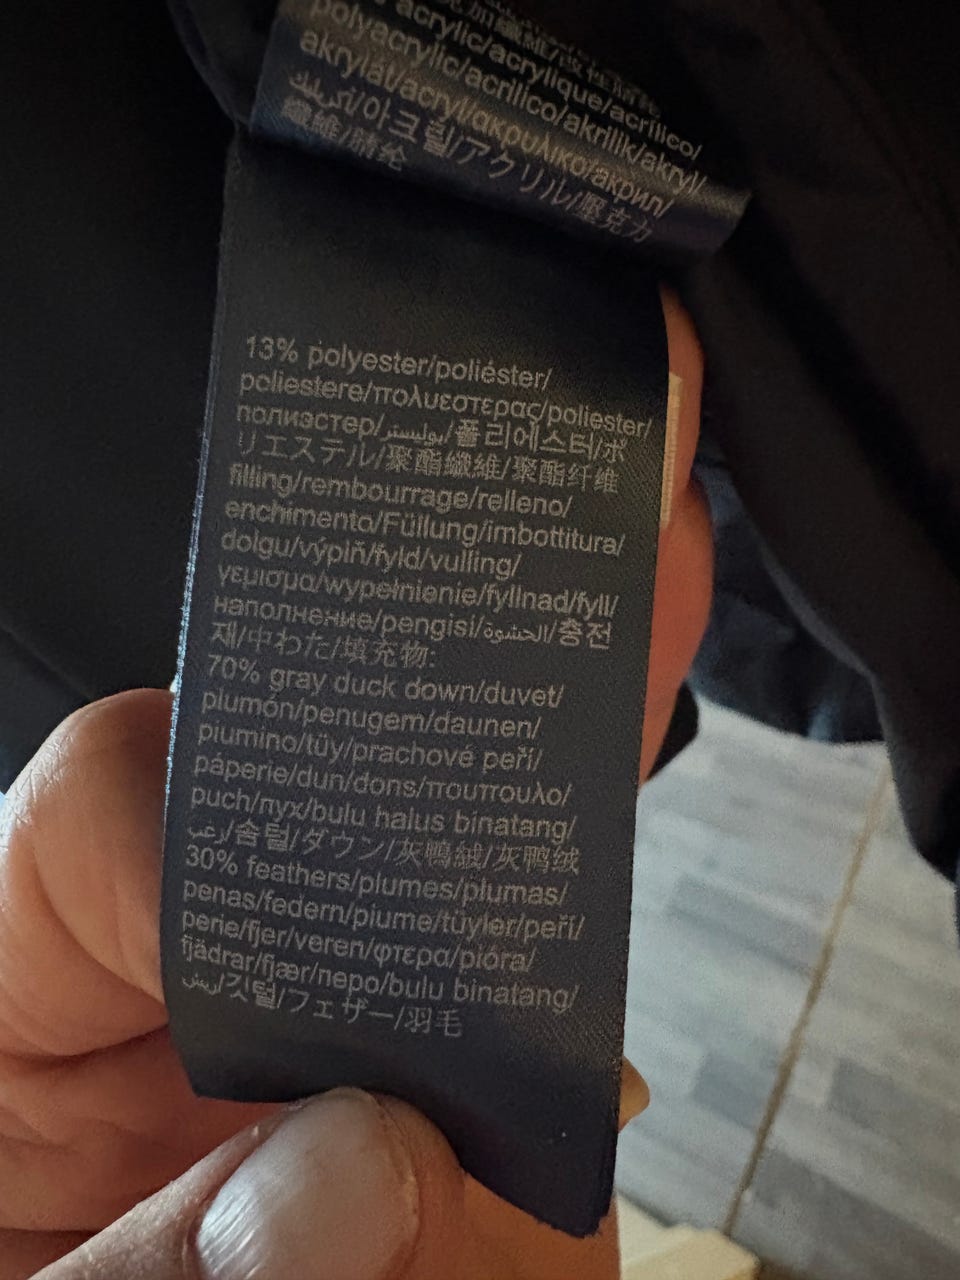 acrylic/acrylique/acrílico/
polyacrylic/acrilico/akrilik/akryl/
akrylát/acryl/ακρυλικο/акрил/
أكريليك/아크릴/アクリル/壓克力
纖維/腈纶
13% polyester/poliéster/
poliestere/πολυεστερας/poliester/
полиэстер/بوليستر/폴리에스터/ポ
リエステル/聚酯纖維/聚酯纤维
filling/rembourrage/relleno/
enchimento/Füllung/imbottitura/
dolgu/výplň/fyld/vulling/
γεμισμα/wypełnienie/fyllnad/fyll/
наполнение/pengisi/الحشوة/충전
재/中わた/填充物:
70% gray duck down/duvet/
plumón/penugem/daunen/
piumino/tüy/prachové peří/
páperie/dun/dons/πουπουλο/
puch/пух/bulu halus binatang/
زغب/솜털/ダウン/灰鴨絨/灰鸭绒
30% feathers/plumes/plumas/
penas/federn/piume/tüyler/peří/
perie/fjer/veren/φτερα/pióra/
fjädrar/fjær/перо/bulu binatang/
ريش/깃털/フェザー/羽毛